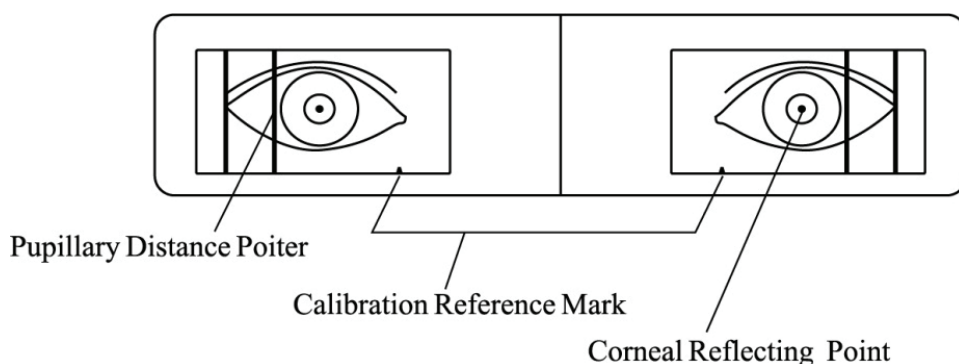 Pupillary Distance Poiter
Calibration Reference Mark
Corneal Reflecting Point